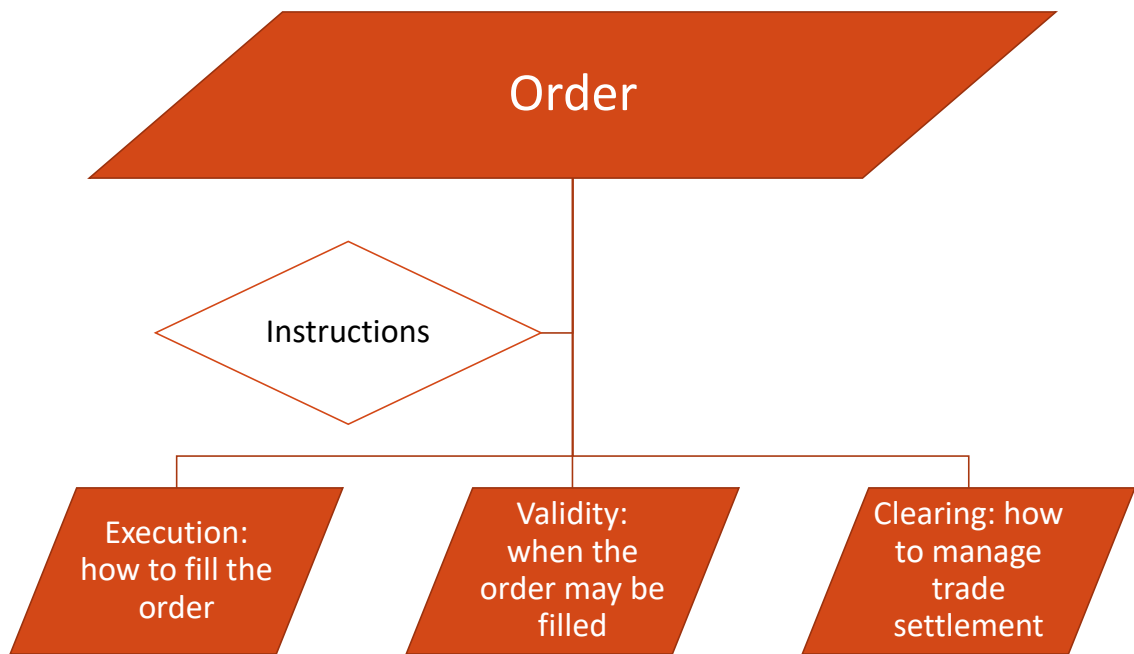 Order
Instructions
Execution:
how to fill the
order
Validity:
when the
order may be
filled
Clearing: how
to manage
trade
settlement